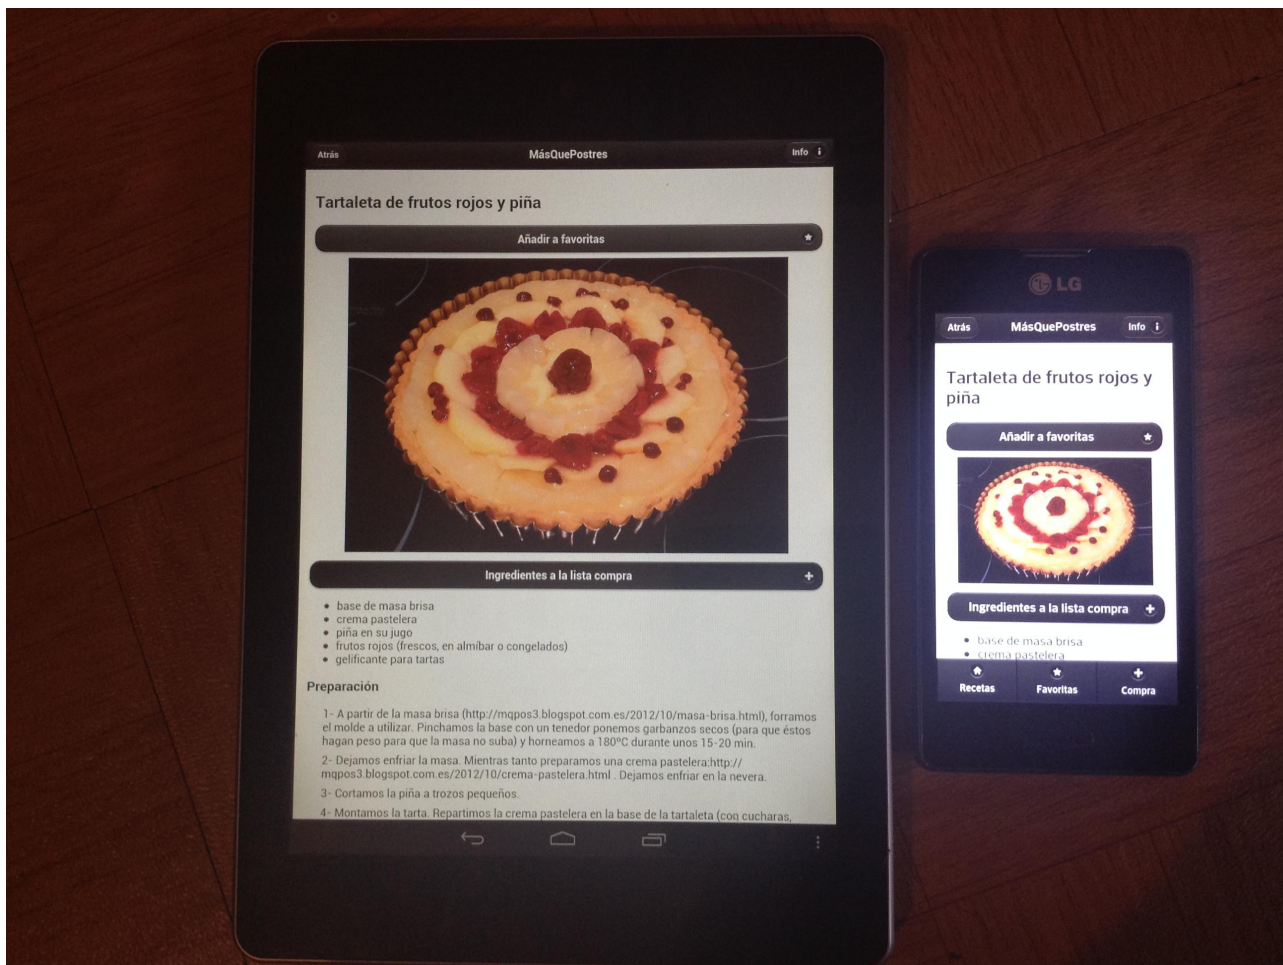 Atrás
MásQuePostres
Info
Tartaleta de frutos rojos y piña
Añadir a favoritas
Ingredientes a la lista compra
base de masa brisa
crema pastelera
piña en su jugo
frutos rojos (frescos, en almíbar o congelados)
gelificante para tartas
Preparación
1- A partir de la masa brisa (http://mqpos3.blogspot.com.es/2012/10/masa-brisa.html), forramos
el molde a utilizar. Pinchamos la base con un tenedor ponemos garbanzos secos (para que éstos
hagan peso para que la masa no suba) y horneamos a 180ºC durante unos 15-20 min.
2- Dejamos enfriar la masa. Mientras tanto preparamos una crema pastelera:http://
mqpos3.blogspot.com.es/2012/10/crema-pastelera.html . Dejamos enfriar en la nevera.
3- Cortamos la piña a trozos pequeños.
4- Montamos la tarta. Repartimos la crema pastelera en la base de la tartaleta (con cucharas,
LG
Atrás
MásQuePostres
Info
Tartaleta de frutos rojos y
piña
Añadir a favoritas
Ingredientes a la lista compra
base de masa brisa
crema pastelera
Recetas
Favoritas
Compra